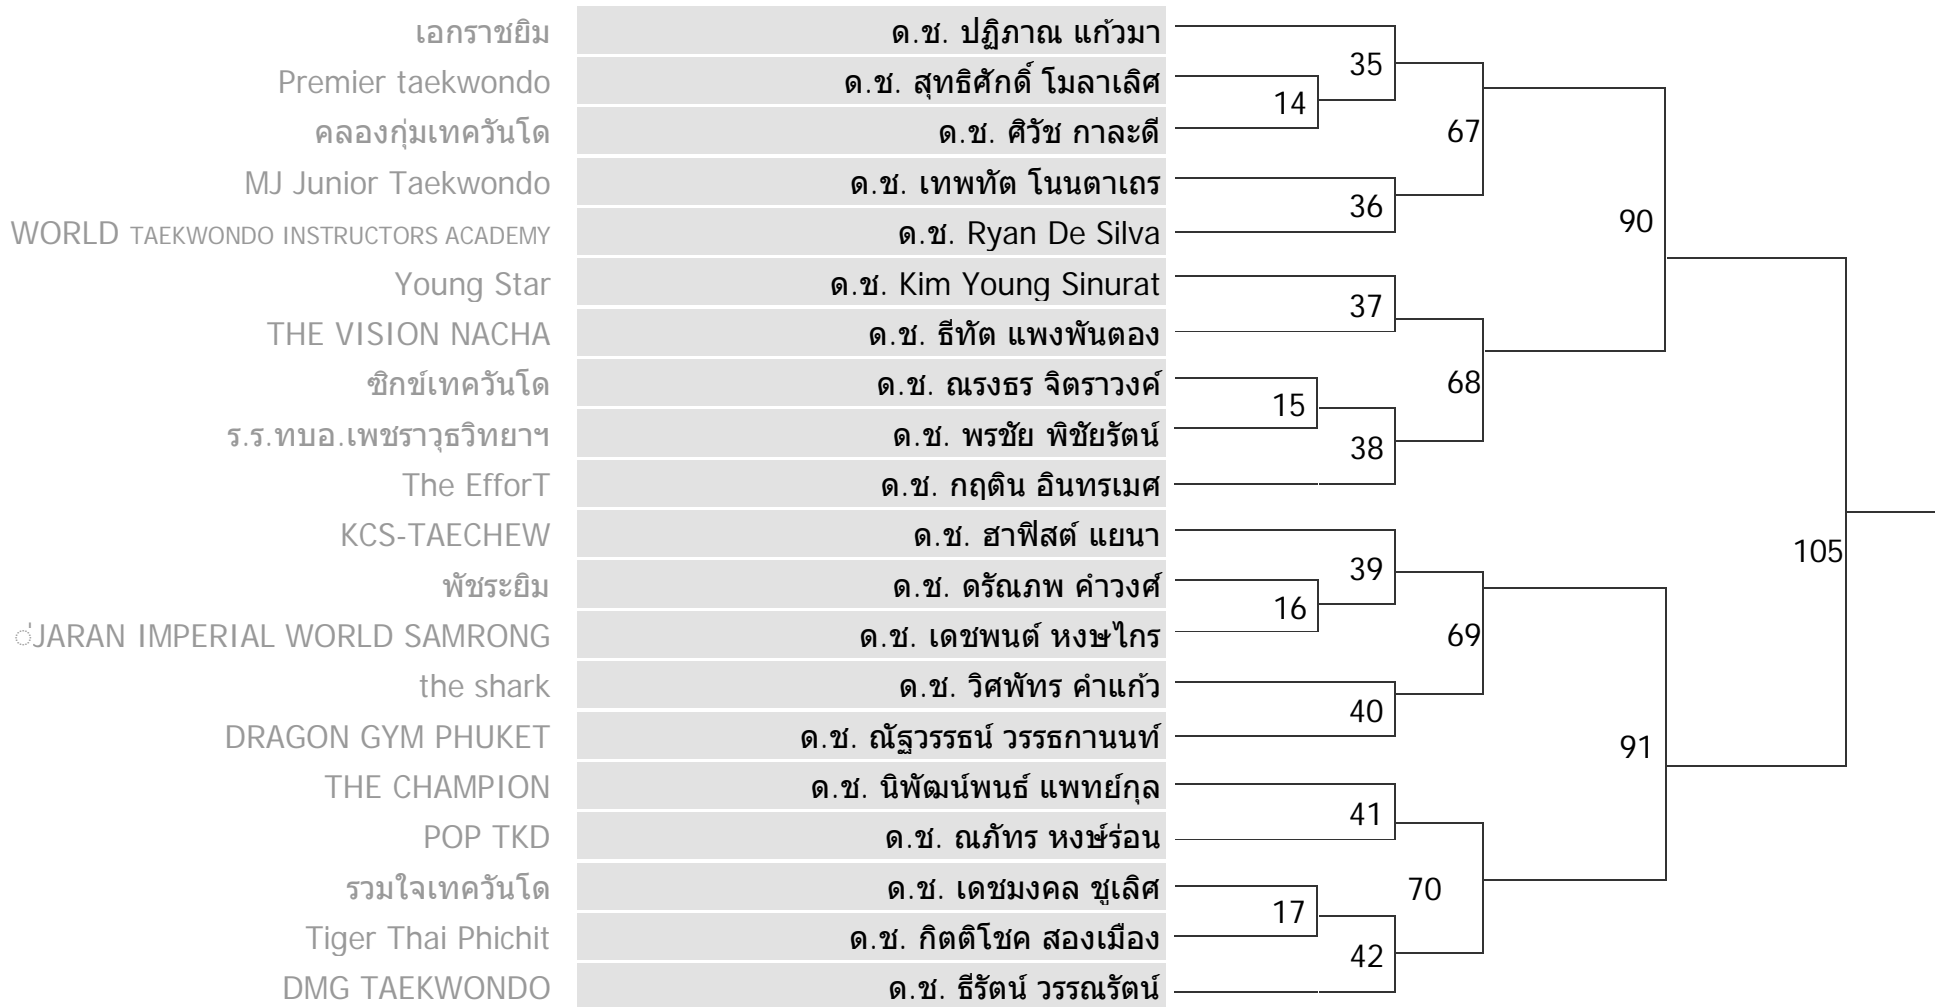 เอกราชยิม ด.ช. ปฏิภาณ แก้วมา
35
Premier taekwondo ด.ช. สุทธิศักดิ์ โมลาเลิศ
14
คลองกุ่มเทควันโด ด.ช. ศิวัช กาละดี
67
MJ Junior Taekwondo ด.ช. เทพทัต โนนตาเถร
36
90
WORLD TAEKWONDO INSTRUCTORS ACADEMY ด.ช. Ryan De Silva
Young Star ด.ช. Kim Young Sinurat
37
THE VISION NACHA ด.ช. ธีทัต แพงพันตอง
ซิกข์เทควันโด ด.ช. ณรงธร จิตราวงค์
68
15
ร.ร.ทบอ.เพชราวุธวิทยาฯ ด.ช. พรชัย พิชัยรัตน์
38
The EfforT ด.ช. กฤติน อินทรเมศ
KCS-TAECHEW ด.ช. ฮาฟิสต์ แยนา
105
39
พัชระยิม ด.ช. ดรัณภพ คำวงศ์
16
่JARAN IMPERIAL WORLD SAMRONG ด.ช. เดชพนต์ หงษไกร
69
the shark ด.ช. วิศพัทร คำแก้ว
40
DRAGON GYM PHUKET ด.ช. ณัฐวรรธน์ วรรธกานนท์
91
THE CHAMPION ด.ช. นิพัฒน์พนธ์ แพทย์กุล
41
POP TKD ด.ช. ณภัทร หงษ์ร่อน
รวมใจเทควันโด ด.ช. เดชมงคล ชูเลิศ
70
17
Tiger Thai Phichit ด.ช. กิตติโชค สองเมือง
42
DMG TAEKWONDO ด.ช. ธีรัตน์ วรรณรัตน์